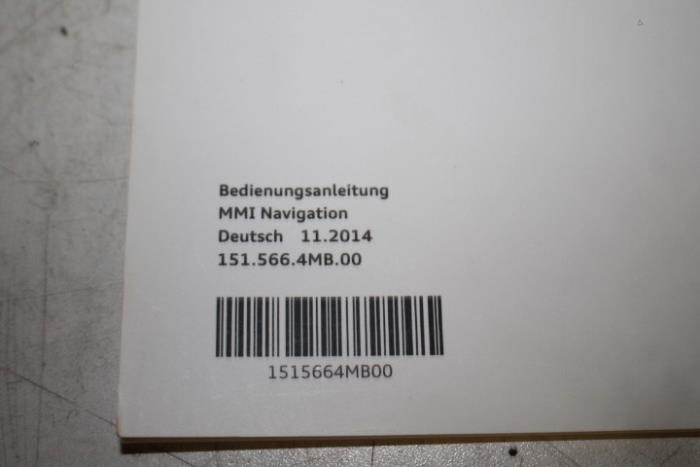 Bedienungsanleitung
MMI Navigation
Deutsch 11.2014
151.566.4MB.00
1515664MB00